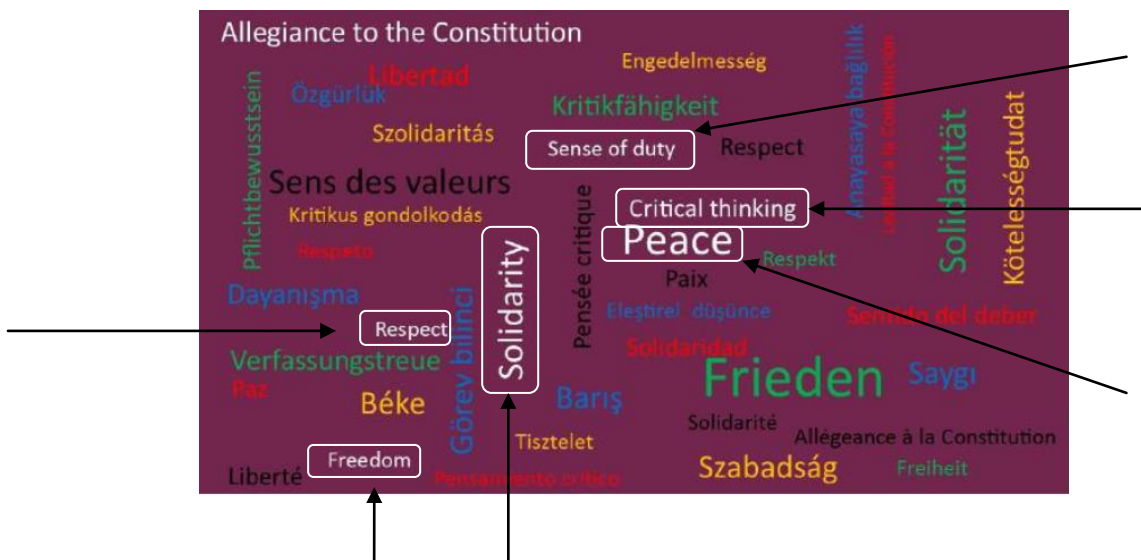 Allegiance to the Constitution
Engedelmesség
Libertad
Özgürlük
Kritikfähigkeit
Szolidaritás
Sense of duty
Respect
Anayasaya bağlılık
Lealtad a la Constitución
Solidarität
Kötelességtudat
Pflichtbewusstsein
Sens des valeurs
Kritikus gondolkodás
Critical thinking
Peace
Respeto
Pensée critique
Respekt
Paix
Solidarity
Dayanışma
Eleştirel düşünce
Sentido del deber
Respect
Görev bilinci
Solidaridad
Verfassungstreue
Frieden
Saygı
Paz
Béke
Barış
Solidarité
Allégeance à la Constitution
Tisztelet
Freedom
Szabadság
Freiheit
Liberté
Pensamiento crítico